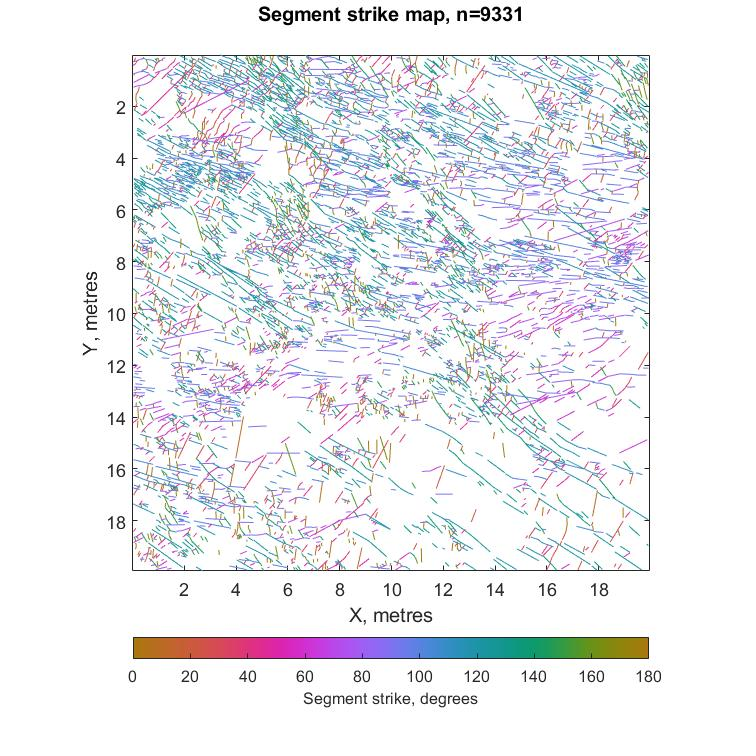 Segment strike map, n=9331
2
4
6
8
10
12
14
16
18
Y, metres
2 4 6 8 10 12 14 16 18
X, metres
0 20 40 60 80 100 120 140 160 180
Segment strike, degrees